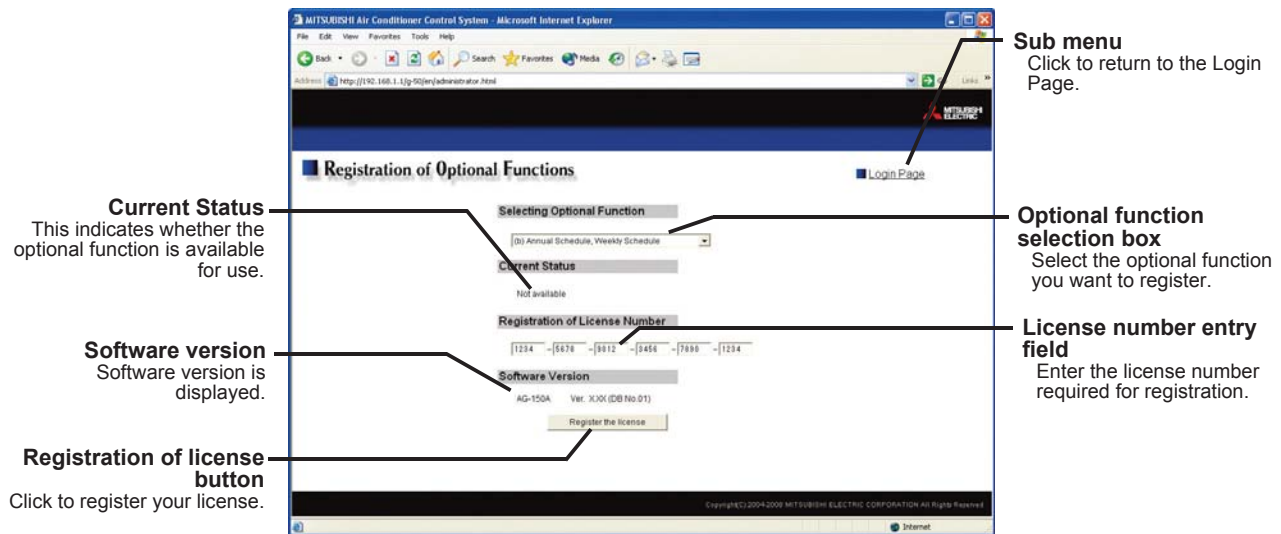 MITSUBISHI Air Conditioner Control System - Microsoft Internet Explorer
File Edit View Favorites Tools Help
Back Search Favorites Media
Address http://192.168.1.1/g-50/en/administrator.html Links »
MITSUBISHI
ELECTRIC
Registration of Optional Functions
Login Page
Selecting Optional Function
(b) Annual Schedule, Weekly Schedule
Current Status
Not available
Registration of License Number
1234 - 5678 - 9012 - 3456 - 7890 - 1234
Software Version
AG-150A Ver. X.XX (DB No.01)
Register the license
Copyright(C) 2004-2008 MITSUBISHI ELECTRIC CORPORATION All Rights Reserved
Internet
Current Status
This indicates whether the
optional function is available
for use.
Software version
Software version is
displayed.
Registration of license
button
Click to register your license.
Sub menu
Click to return to the Login
Page.
Optional function
selection box
Select the optional function
you want to register.
License number entry
field
Enter the license number
required for registration.